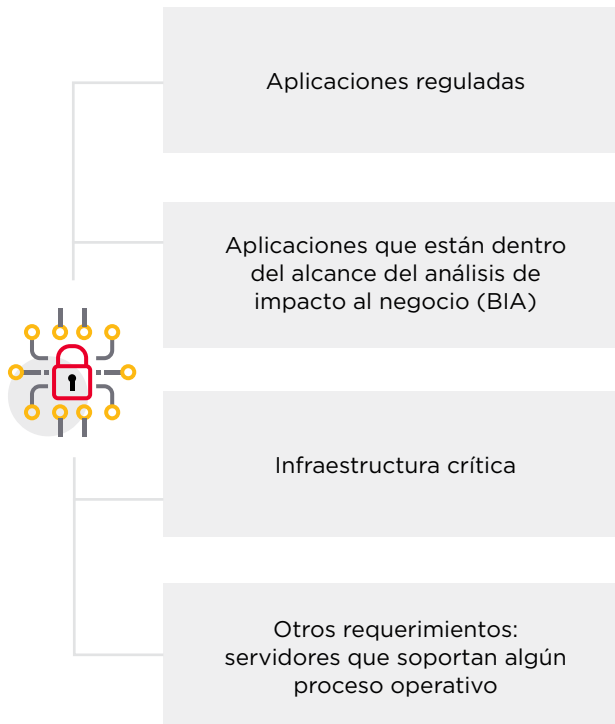 Aplicaciones reguladas
Aplicaciones que están dentro
del alcance del análisis de
impacto al negocio (BIA)
Infraestructura crítica
Otros requerimientos:
servidores que soportan algún
proceso operativo